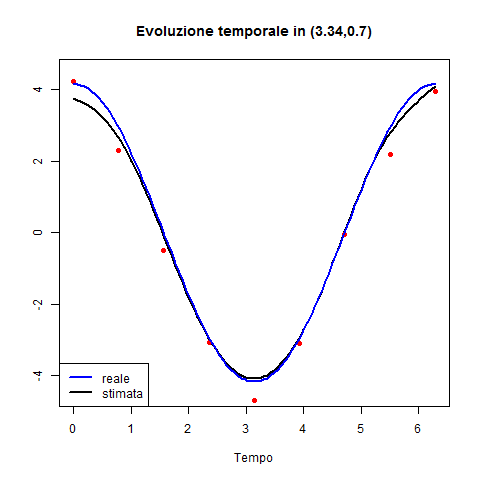 Evoluzione temporale in (3.34,0.7)
4
2
0
-2
-4
reale
stimata
0 1 2 3 4 5 6
Tempo